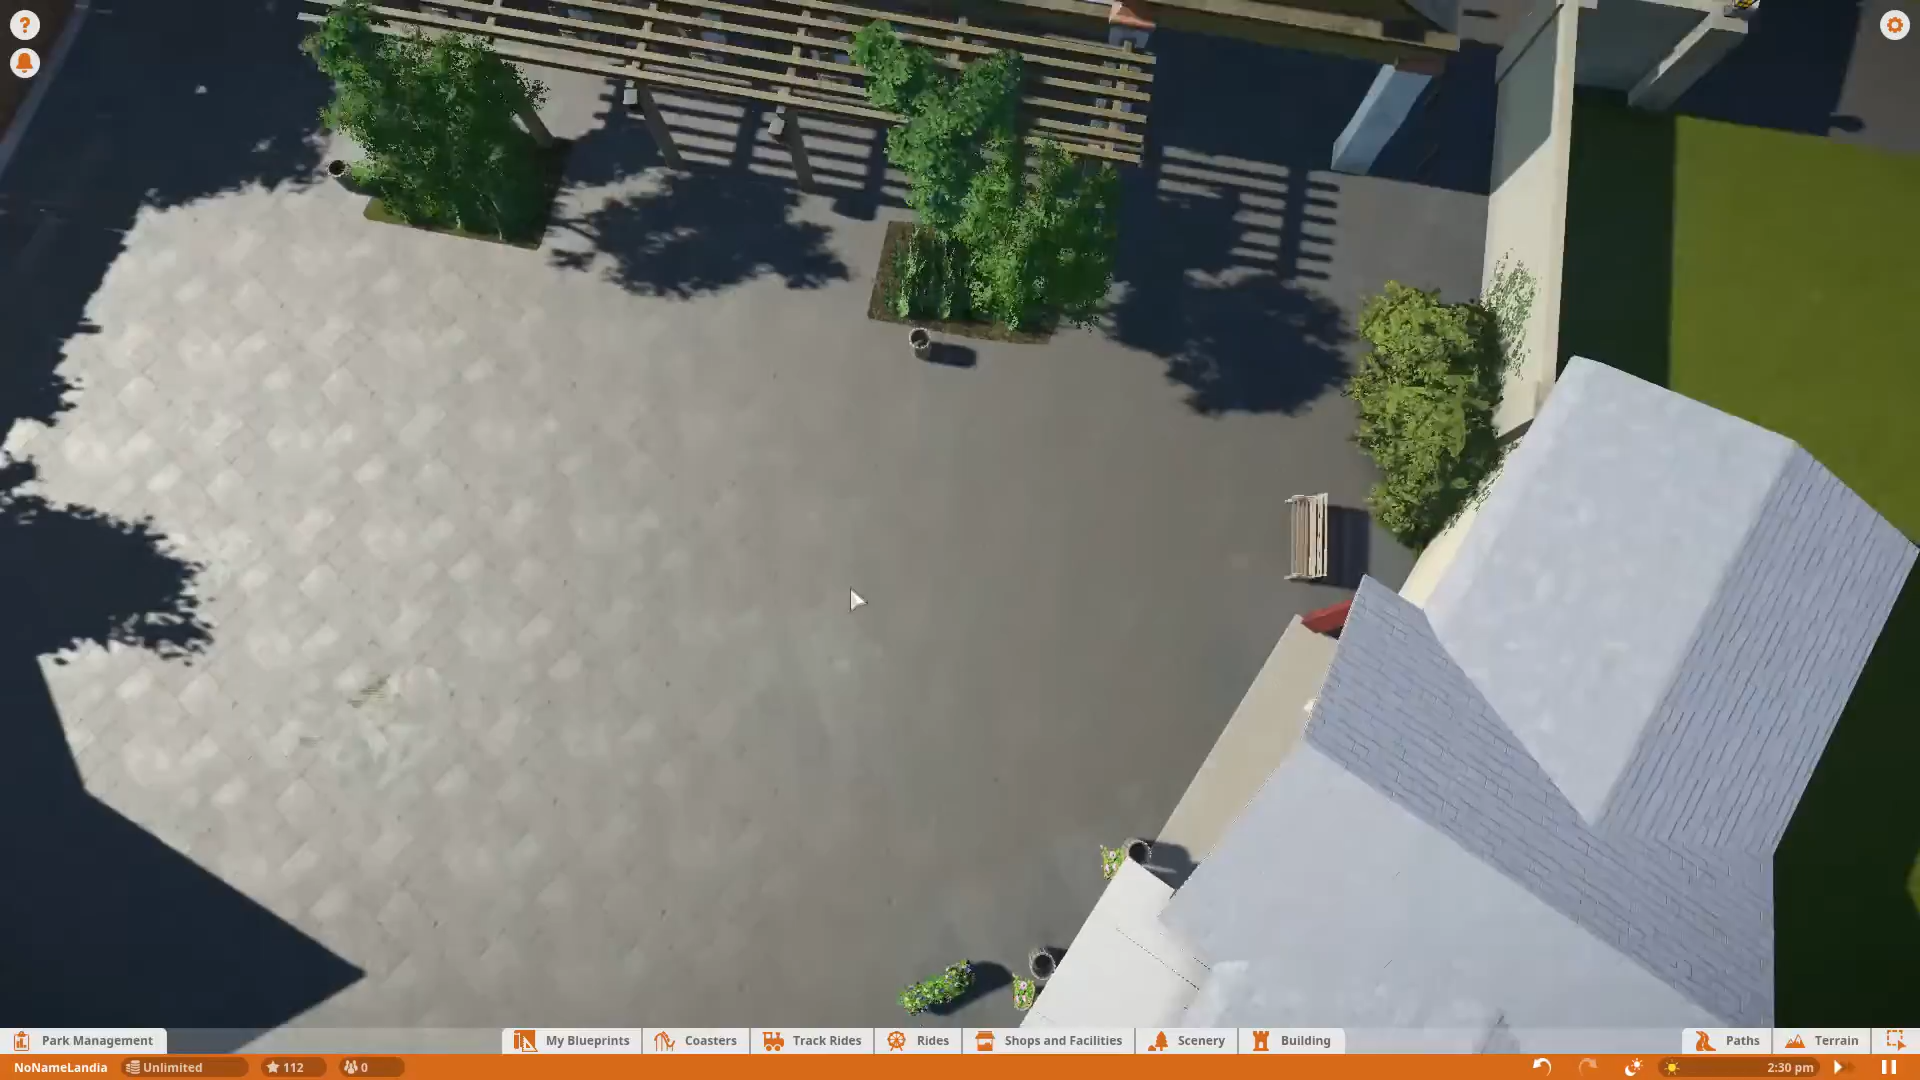 ?
Park Management
My Blueprints
Coasters
Track Rides
Rides
Shops and Facilities
Scenery
Building
Paths
Terrain
NoNameLandia
Unlimited
112
0
2:30 pm